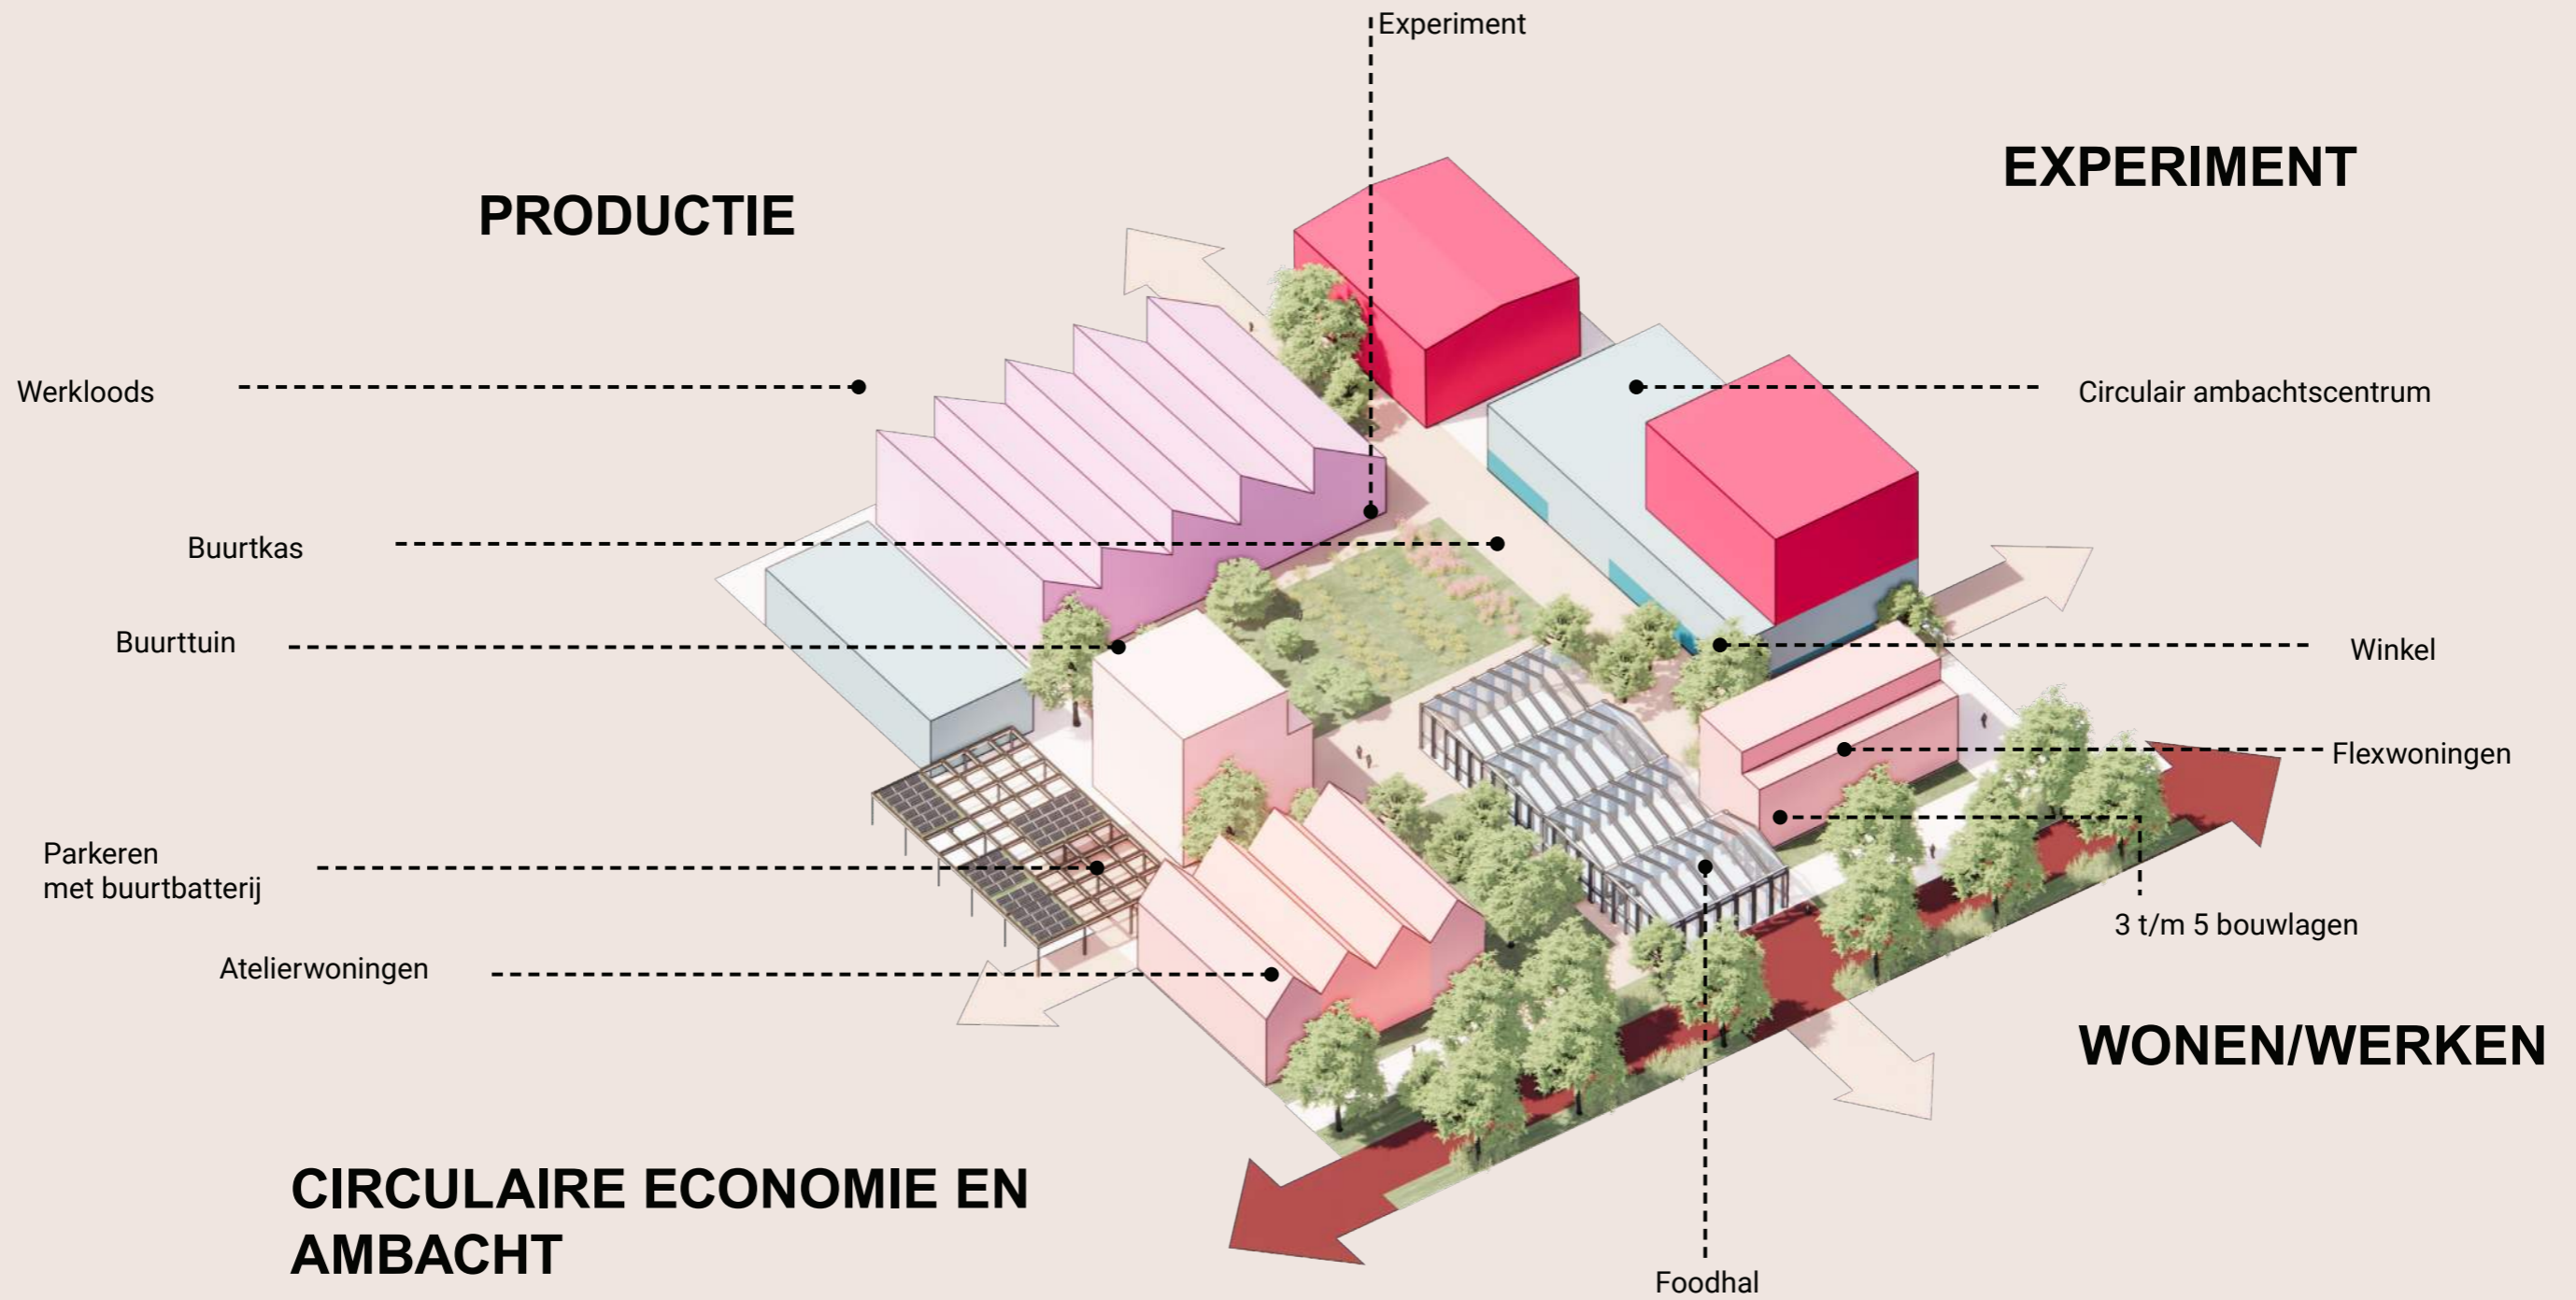 Experiment
EXPERIMENT
PRODUCTIE
Werkloods
Circulair ambachtscentrum
Buurtkas
Buurttuin
Winkel
Flexwoningen
Parkeren
met buurtbatterij
3 t/m 5 bouwlagen
Atelierwoningen
WONEN/WERKEN
CIRCULAIRE ECONOMIE EN
AMBACHT
Foodhal